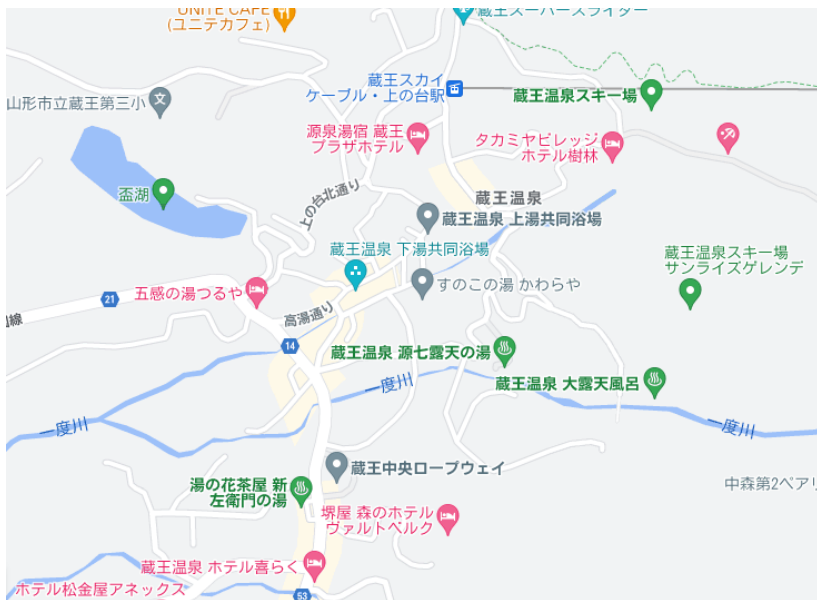 UNITE CAFE
(ユニテカフェ)
蔵王スーパースライダー
蔵王スカイ
ケーブル・上の台駅
蔵王温泉スキー場
山形市立蔵王第三小
源泉湯宿 蔵王
プラザホテル
タカミヤビレッジ
ホテル樹林
盃湖
上の台北通り
蔵王温泉
蔵王温泉 上湯共同浴場
蔵王温泉 下湯共同浴場
蔵王温泉スキー場
サンライズゲレンデ
すのこの湯 かわらや
五感の湯つるや
21
線
高湯通り
14
蔵王温泉 源七露天の湯
蔵王温泉 大露天風呂
一度川
一度川
一度川
蔵王中央ロープウェイ
湯の花茶屋 新
左衛門の湯
中森第2ペアリ
堺屋 森のホテル
ヴァルトベルク
蔵王温泉 ホテル喜らく
ホテル松金屋アネックス
53